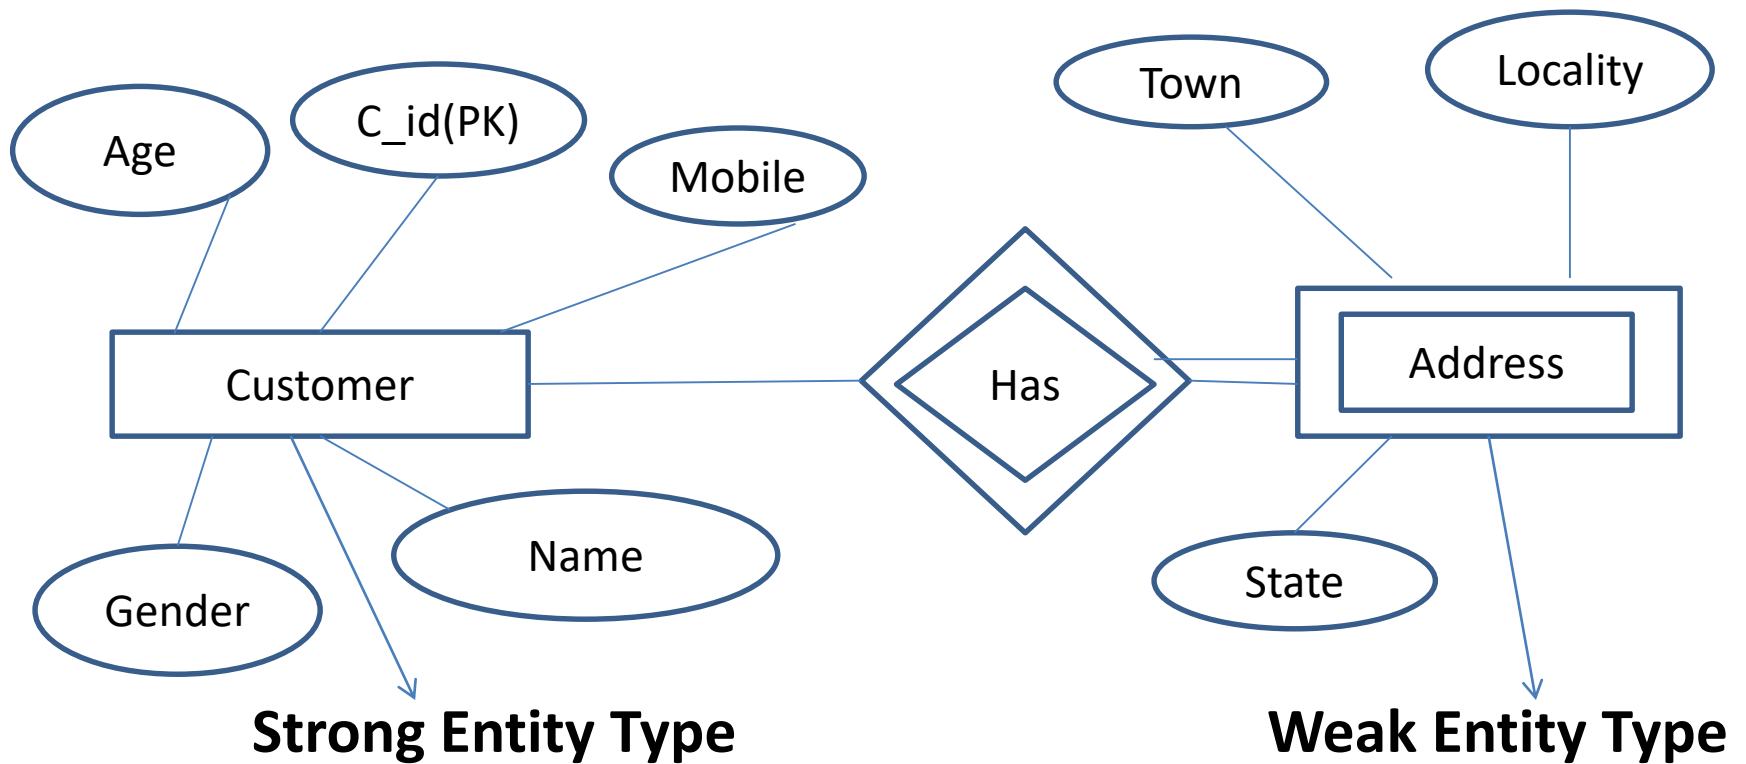 Age
C_id(PK)
Mobile
Town
Locality
Customer
Has
Address
Gender
Name
State
Strong Entity Type
Weak Entity Type